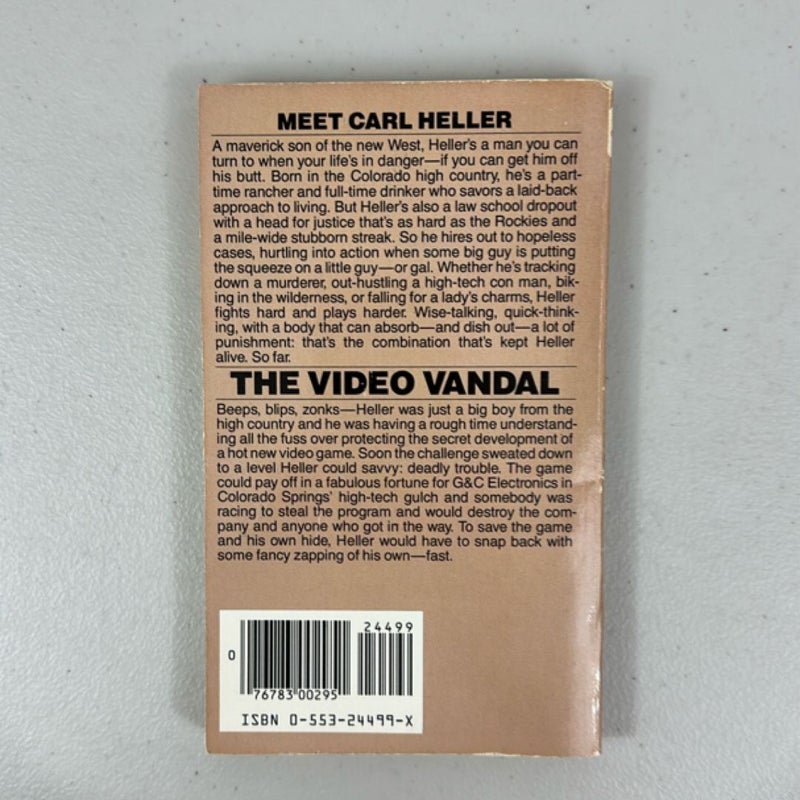 MEET CARL HELLER
A maverick son of the new West, Heller's a man you can
turn to when your life's in danger—if you can get him off
his butt. Born in the Colorado high country, he's a part-
time rancher and full-time drinker who savors a laid-back
approach to living. But Heller's also a law school dropout
with a head for justice that's as hard as the Rockies and
a mile-wide stubborn streak. So he hires out to hopeless
cases, hurtling into action when some big guy is putting
the squeeze on a little guy—or gal. Whether he's tracking
down a murderer, out-hustling a high-tech con man, bik-
ing in the wilderness, or falling for a lady's charms, Heller
fights hard and plays harder. Wise-talking, quick-think-
ing, with a body that can absorb—and dish out—a lot of
punishment: that's the combination that's kept Heller
alive. So far.
THE VIDEO VANDAL
Beeps, blips, zonks—Heller was just a big boy from the
high country and he was having a rough time understand-
ing all the fuss over protecting the secret development of
a hot new video game. Soon the challenge sweated down
to a level Heller could savvy: deadly trouble. The game
could pay off in a fabulous fortune for G&C Electronics in
Colorado Springs' high-tech gulch and somebody was
racing to steal the program and would destroy the com-
pany and anyone who got in the way. To save the game
and his own hide, Heller would have to snap back with
some fancy zapping of his own—fast.
24499
0
76783 00295
ISBN 0-553-24499-X